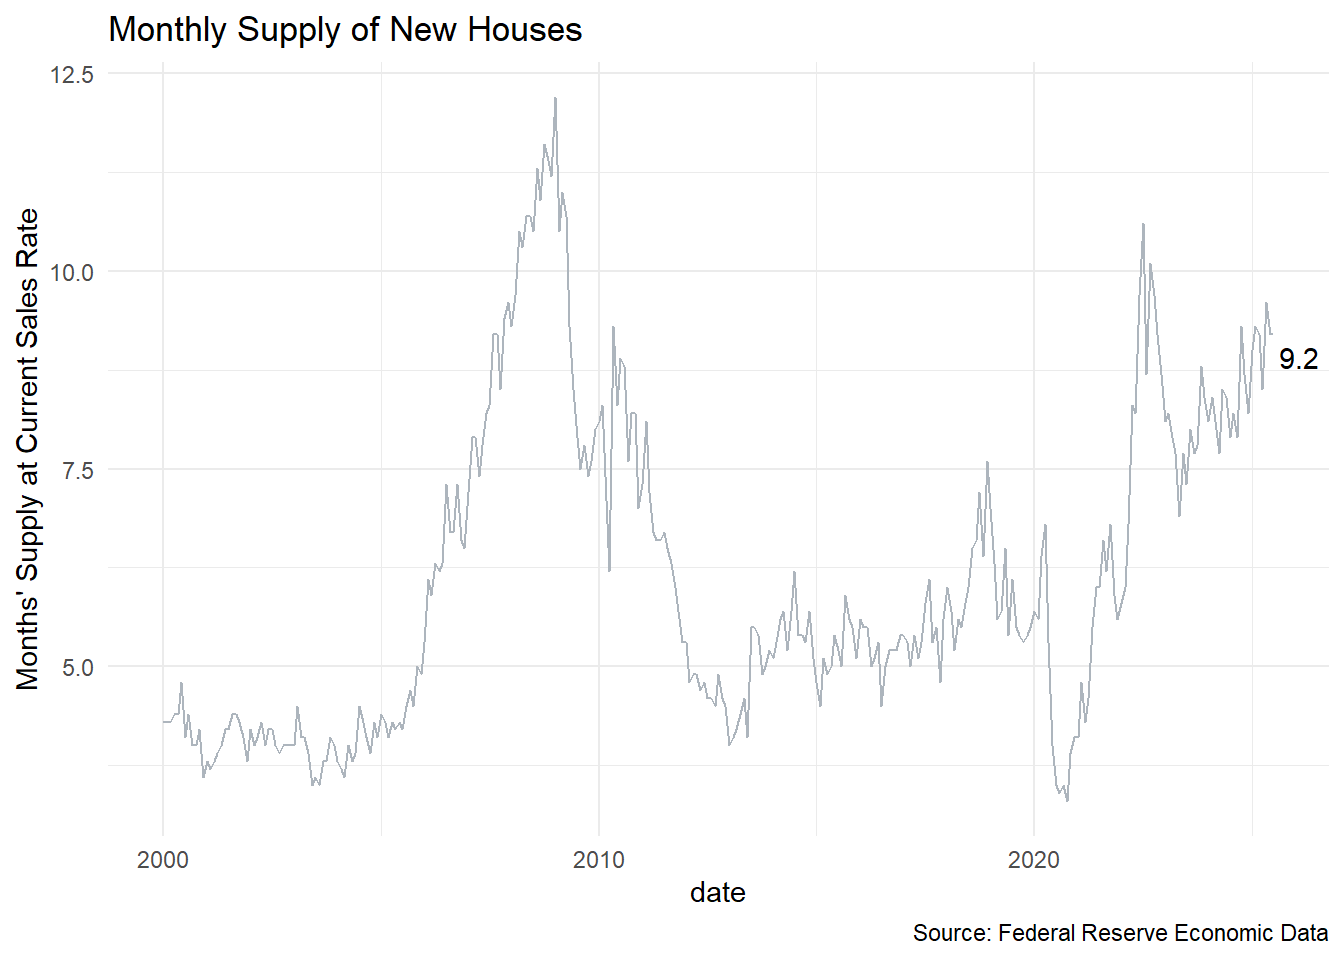 Monthly Supply of New Houses
Months' Supply at Current Sales Rate
12.5
10.0
7.5
5.0
9.2
2000
2010
2020
date
Source: Federal Reserve Economic Data